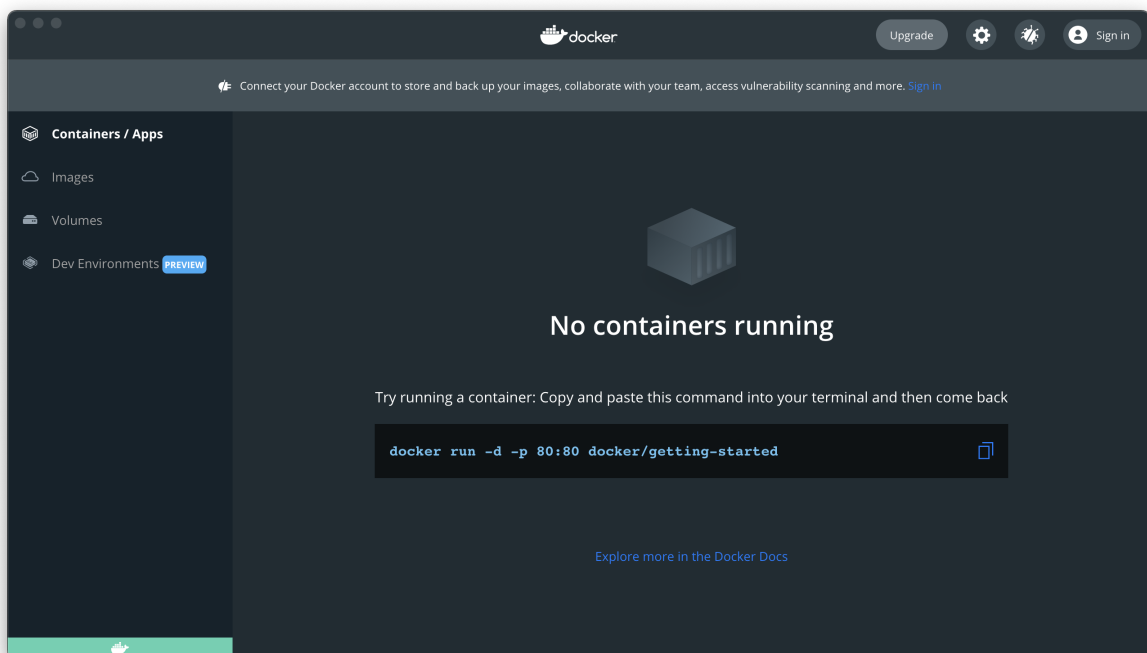 docker
Upgrade
Sign in
Connect your Docker account to store and back up your images, collaborate with your team, access vulnerability scanning and more. Sign in
Containers / Apps
Images
Volumes
Dev Environments PREVIEW
No containers running
Try running a container: Copy and paste this command into your terminal and then come back
docker run -d -p 80:80 docker/getting-started
Explore more in the Docker Docs